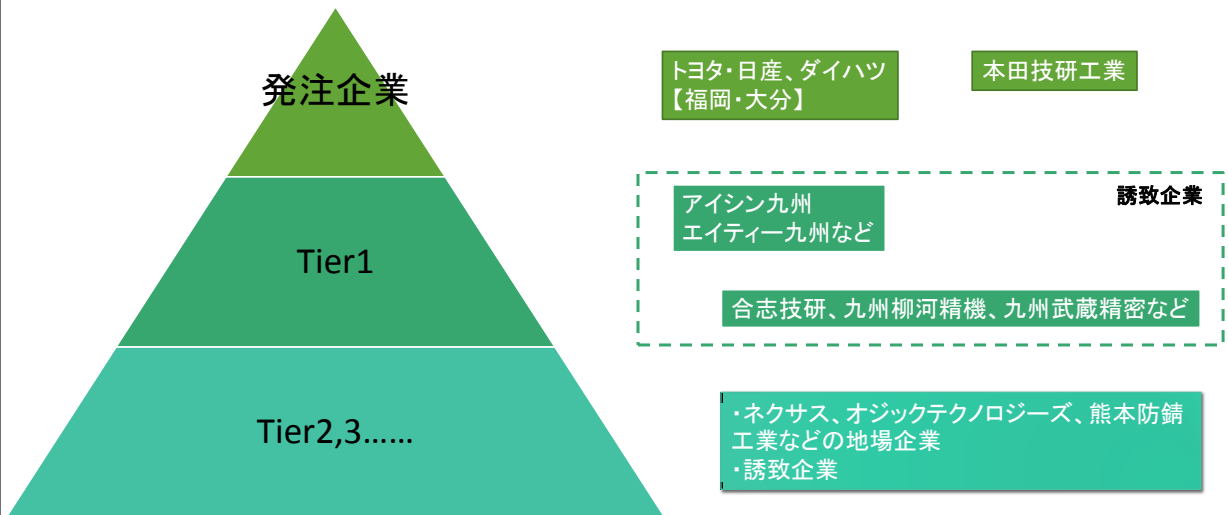 発注企業
トヨタ・日産、ダイハツ
【福岡・大分】
本田技研工業
誘致企業
アイシン九州
エイティー九州など
Tier1
合志技研、九州柳河精機、九州武蔵精密など
Tier2,3……
・ネクサス、オジックテクノロジーズ、熊本防錆
工業などの地場企業
・誘致企業